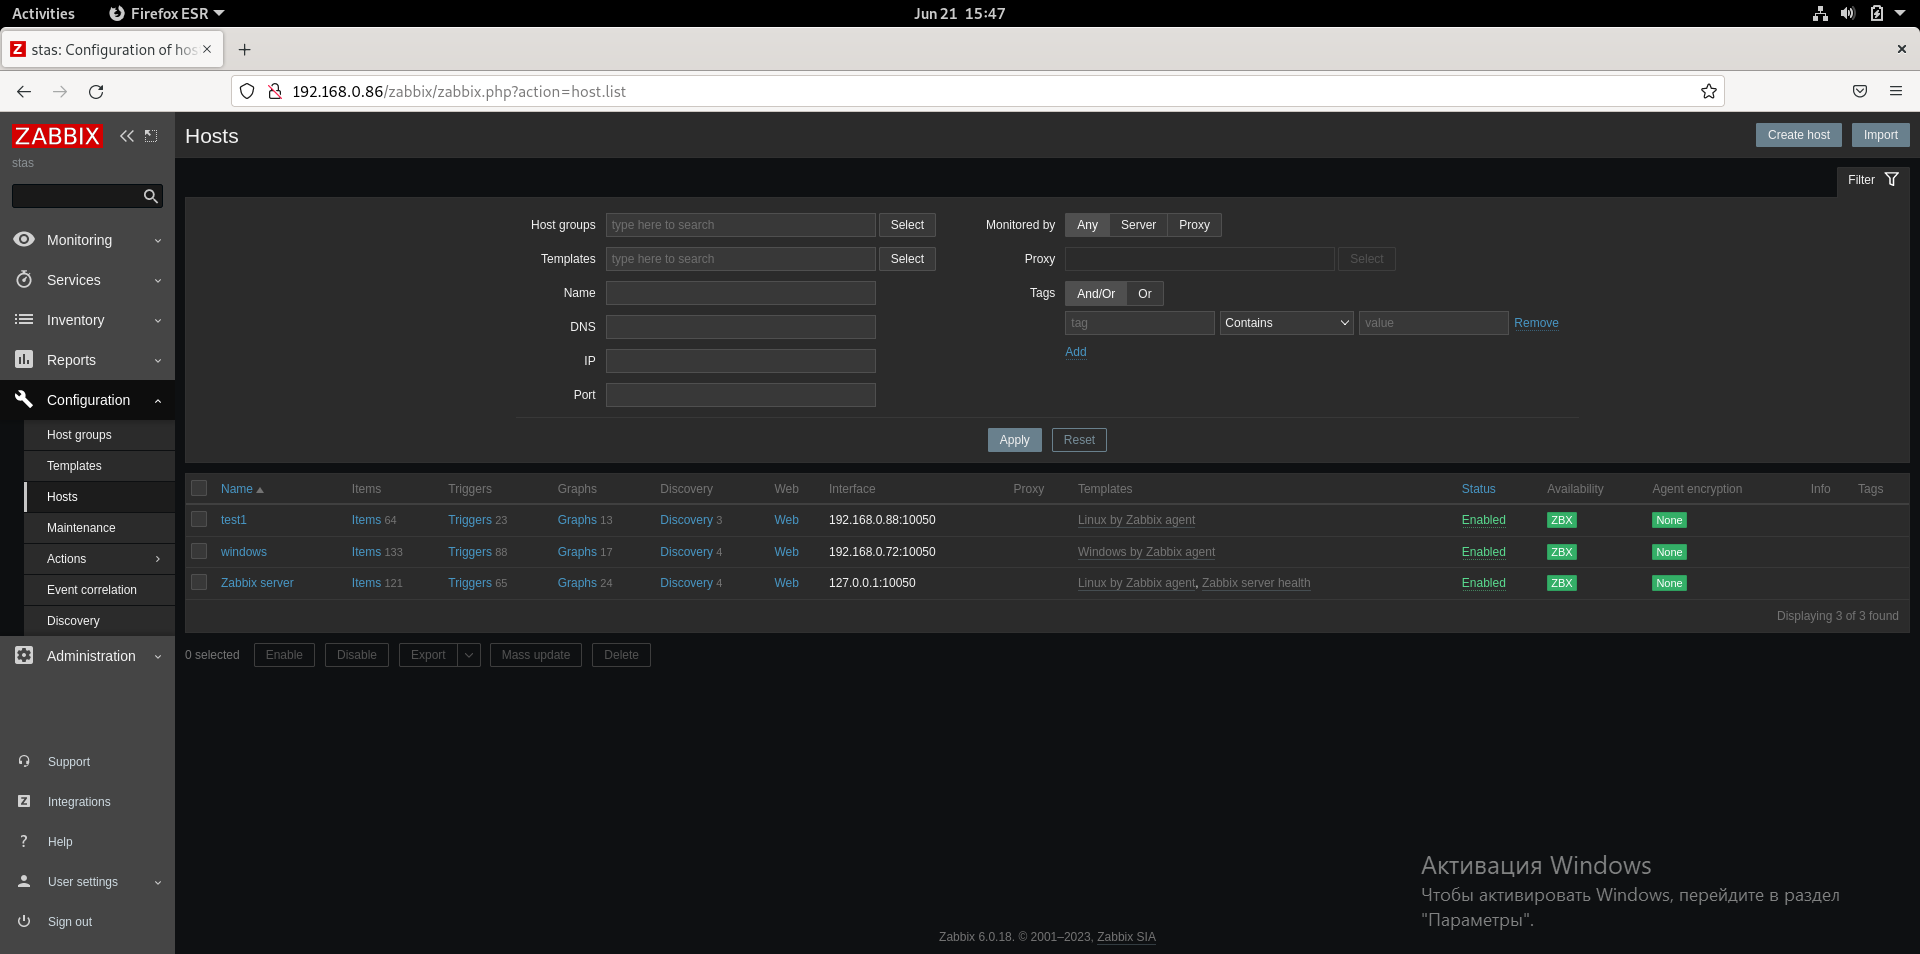 Activities Firefox ESR Jun 21 15:47
Z stas: Configuration of hos
192.168.0.86/zabbix/zabbix.php?action=host.list
ZABBIX
stas
Monitoring
Services
Inventory
Reports
Configuration
Host groups
Templates
Hosts
Maintenance
Actions
Event correlation
Discovery
Administration
Support
Z Integrations
? Help
User settings
Sign out
Hosts Create host Import
Filter
Host groups type here to search Select
Templates type here to search Select
Name
DNS
IP
Port
Monitored by Any Server Proxy
Proxy Select
Tags And/Or Or
tag Contains value Remove
Add
Apply Reset
Name Items Triggers Graphs Discovery Web Interface Proxy Templates Status Availability Agent encryption Info Tags
test1 Items 64 Triggers 23 Graphs 13 Discovery 3 Web 192.168.0.88:10050 Linux by Zabbix agent Enabled ZBX None
windows Items 133 Triggers 88 Graphs 17 Discovery 4 Web 192.168.0.72:10050 Windows by Zabbix agent Enabled ZBX None
Zabbix server Items 121 Triggers 65 Graphs 24 Discovery 4 Web 127.0.0.1:10050 Linux by Zabbix agent, Zabbix server health Enabled ZBX None
Displaying 3 of 3 found
0 selected Enable Disable Export Mass update Delete
Активация Windows
Чтобы активировать Windows, перейдите в раздел
"Параметры".
Zabbix 6.0.18. © 2001–2023, Zabbix SIA